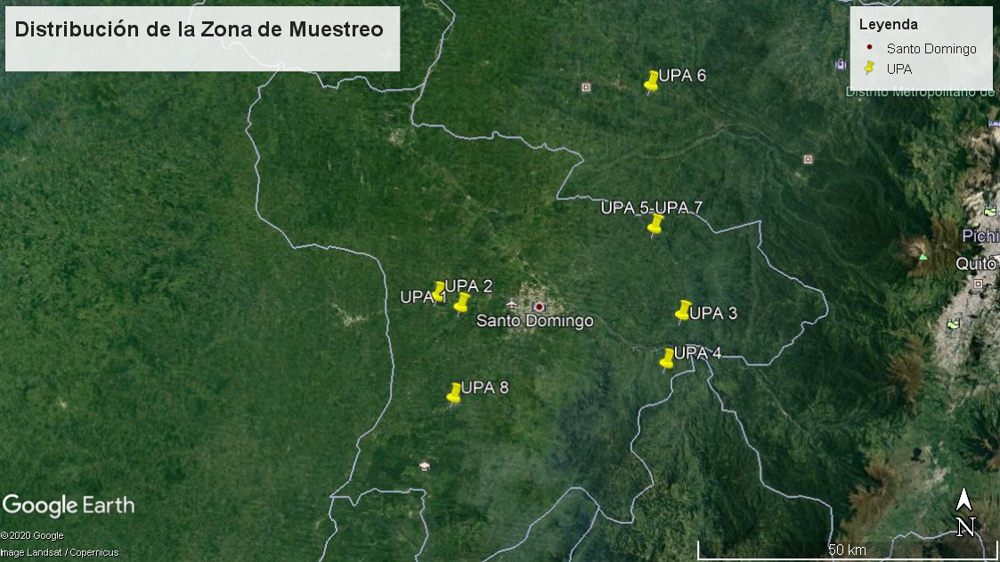 Distribución de la Zona de Muestreo
Leyenda
Santo Domingo
UPA
Distrito Metropolitano de
UPA 6
UPA 5-UPA 7
Pichi
Quito
UPA 2
UPA 1
Santo Domingo
UPA 3
UPA 4
UPA 8
Google Earth
©2020 Google
Image Landsat / Copernicus
N
50 km